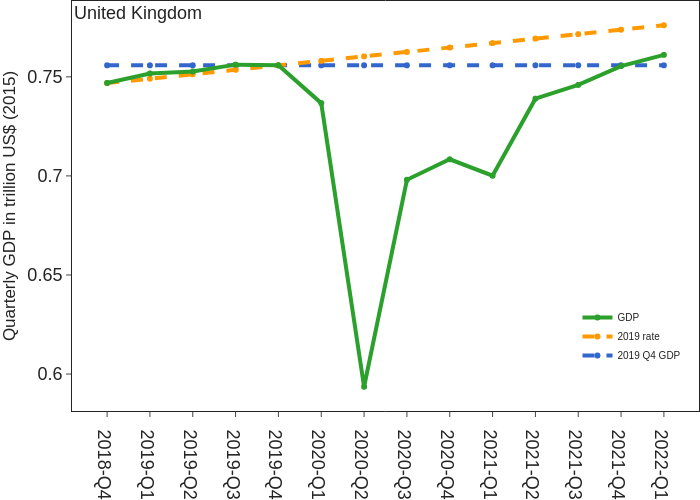 United Kingdom
Quarterly GDP in trillion US$ (2015)
0.75
0.7
0.65
0.6
GDP
2019 rate
2019 Q4 GDP
2018-Q4
2019-Q1
2019-Q2
2019-Q3
2019-Q4
2020-Q1
2020-Q2
2020-Q3
2020-Q4
2021-Q1
2021-Q2
2021-Q3
2021-Q4
2022-Q1